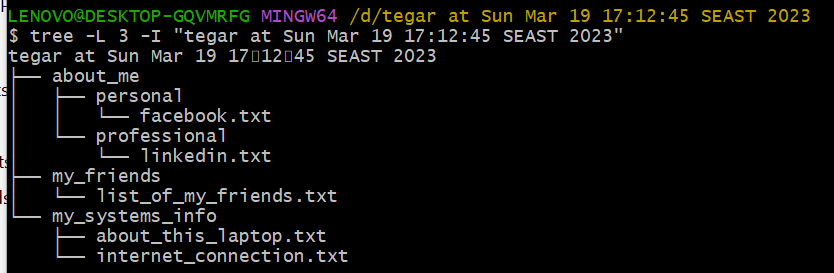 LENOVO@DESKTOP-GQVMRFG MINGW64 /d/tegar at Sun Mar 19 17:12:45 SEAST 2023
$ tree -L 3 -I "tegar at Sun Mar 19 17:12:45 SEAST 2023"
tegar at Sun Mar 19 17▯12▯45 SEAST 2023
├── about_me
│   ├── personal
│   │   └── facebook.txt
│   └── professional
│       └── linkedin.txt
├── my_friends
│   └── list_of_my_friends.txt
└── my_systems_info
    ├── about_this_laptop.txt
    └── internet_connection.txt